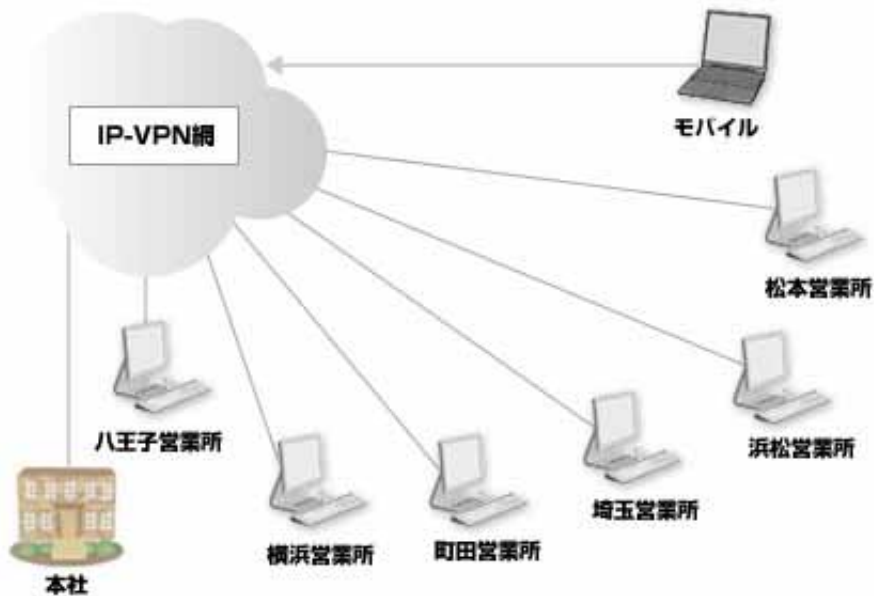 IP-VPN網
モバイル
松本営業所
浜松営業所
埼玉営業所
町田営業所
横浜営業所
八王子営業所
本社